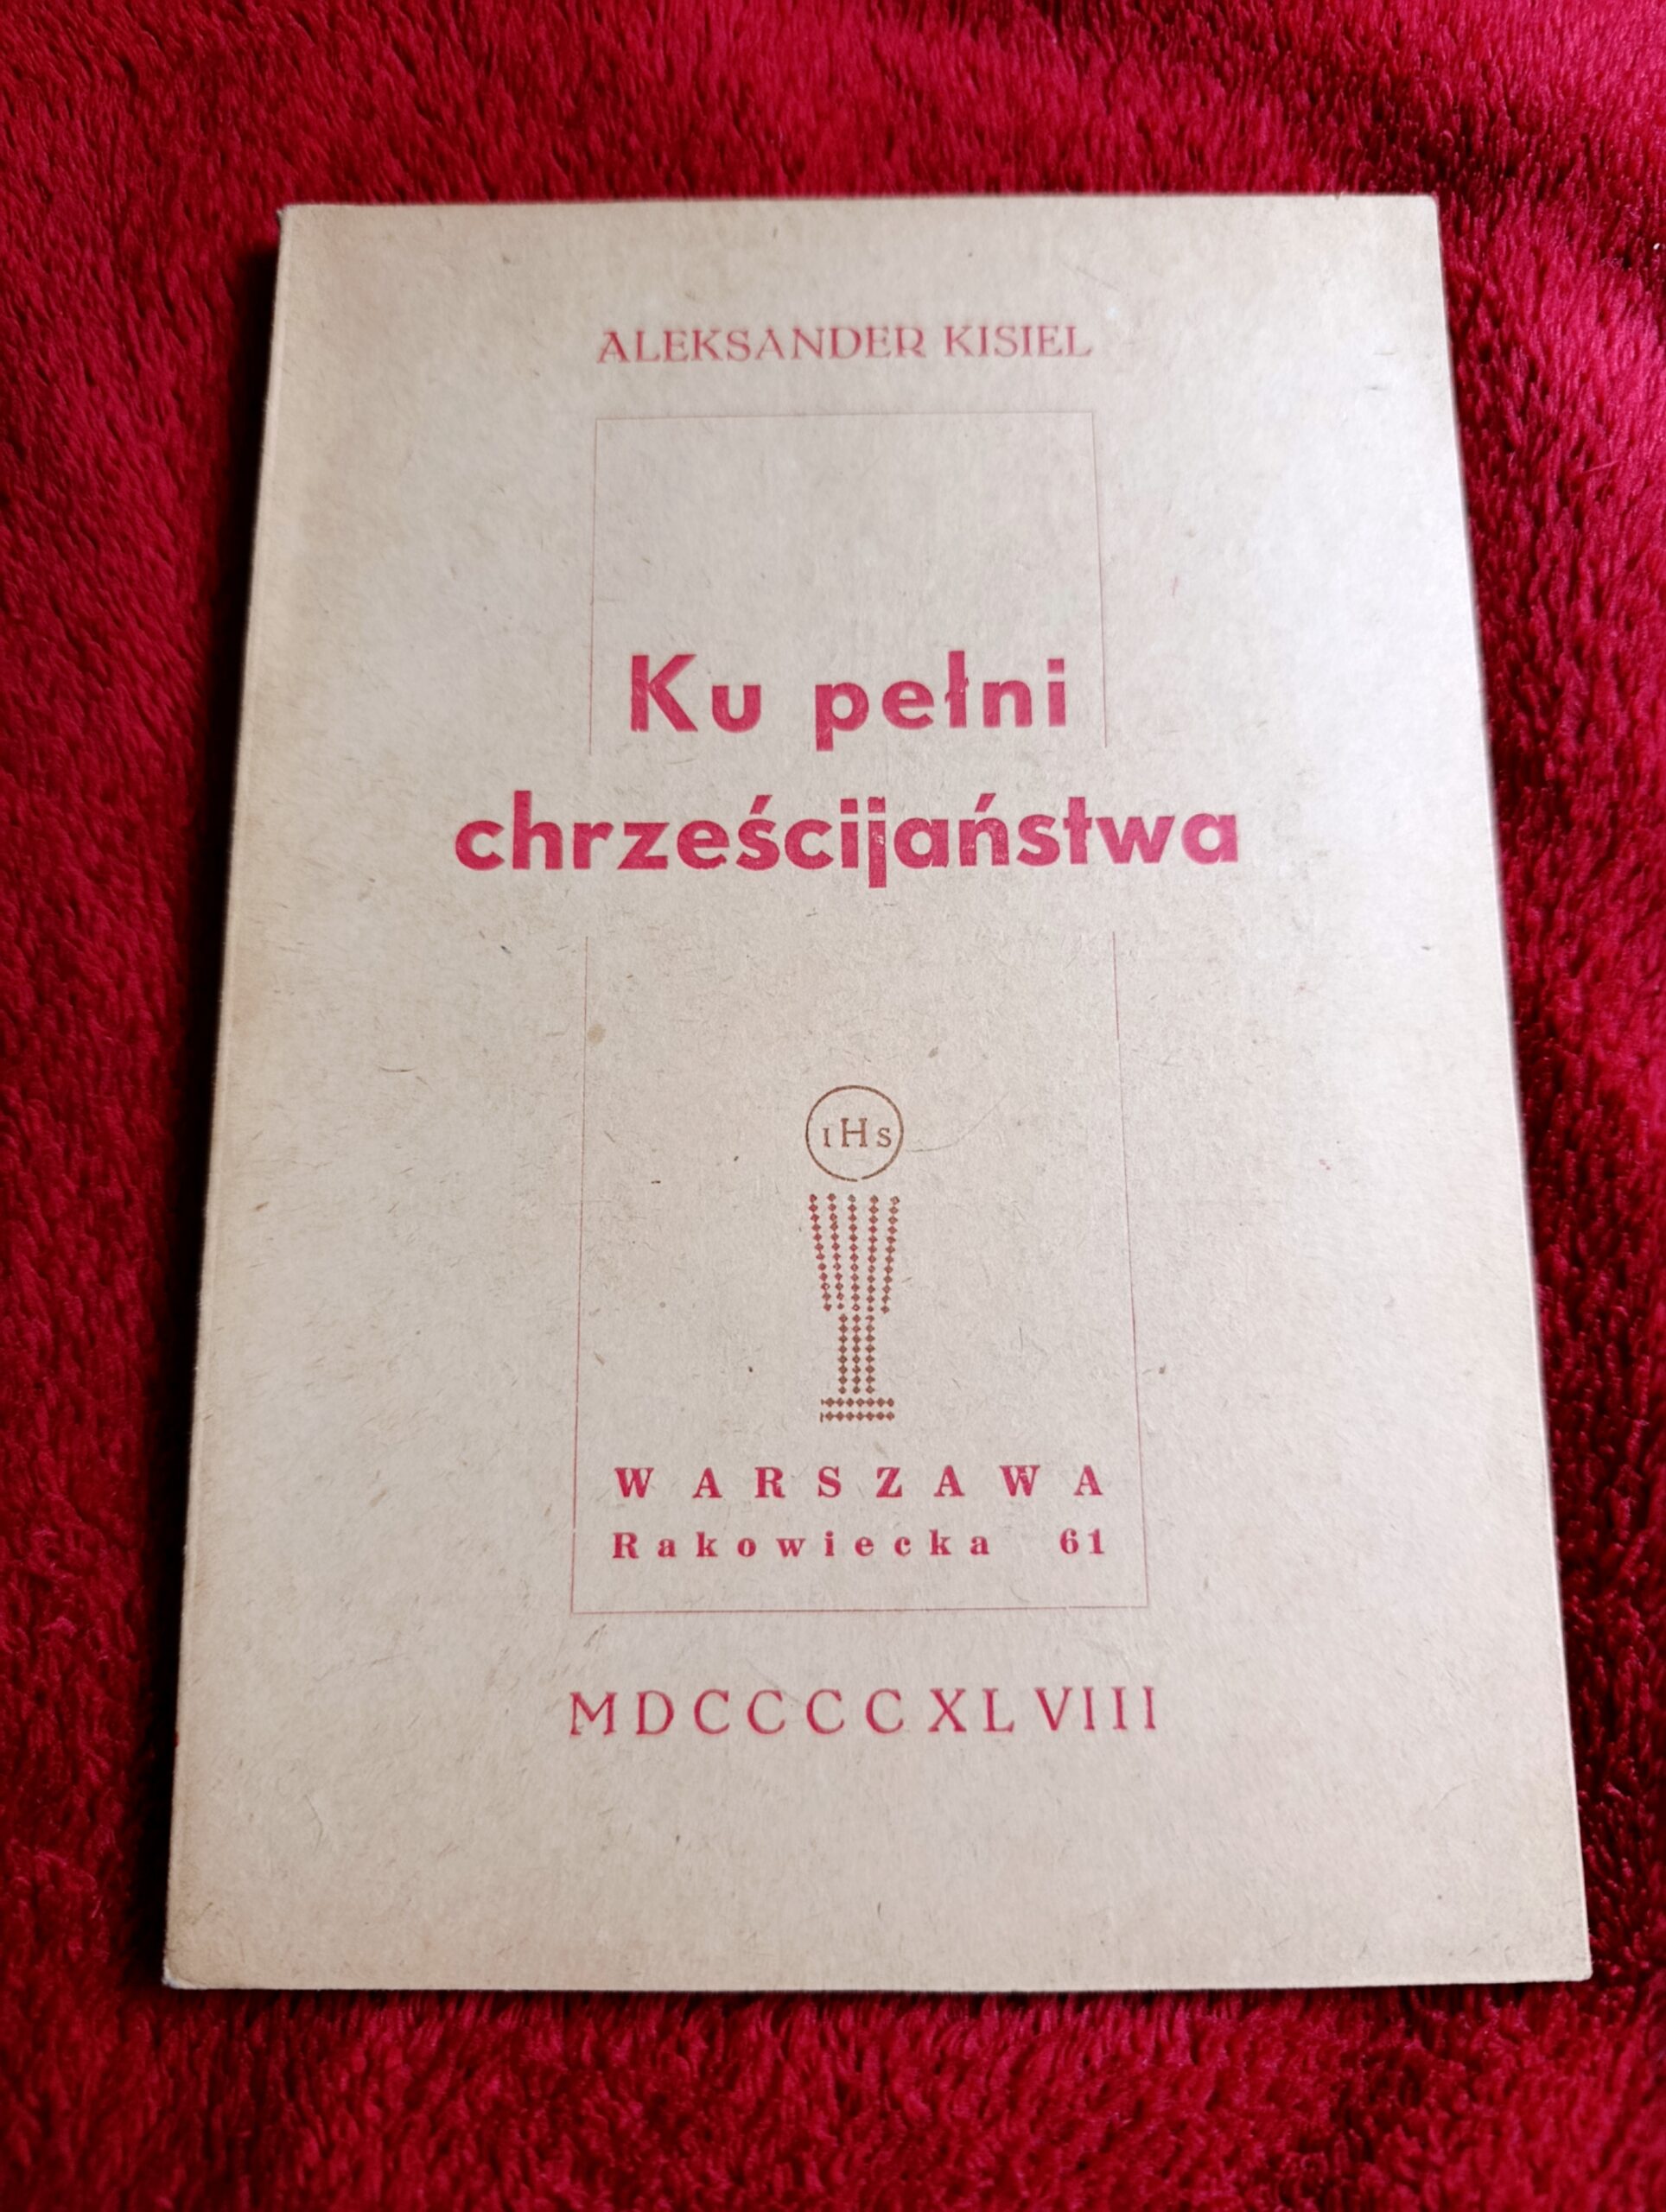 ALEKSANDER KISIEL
Ku pełni
chrześcijaństwa
IHS
WARSZAWA
Rakowiecka 61
MDCCCCXLVIII